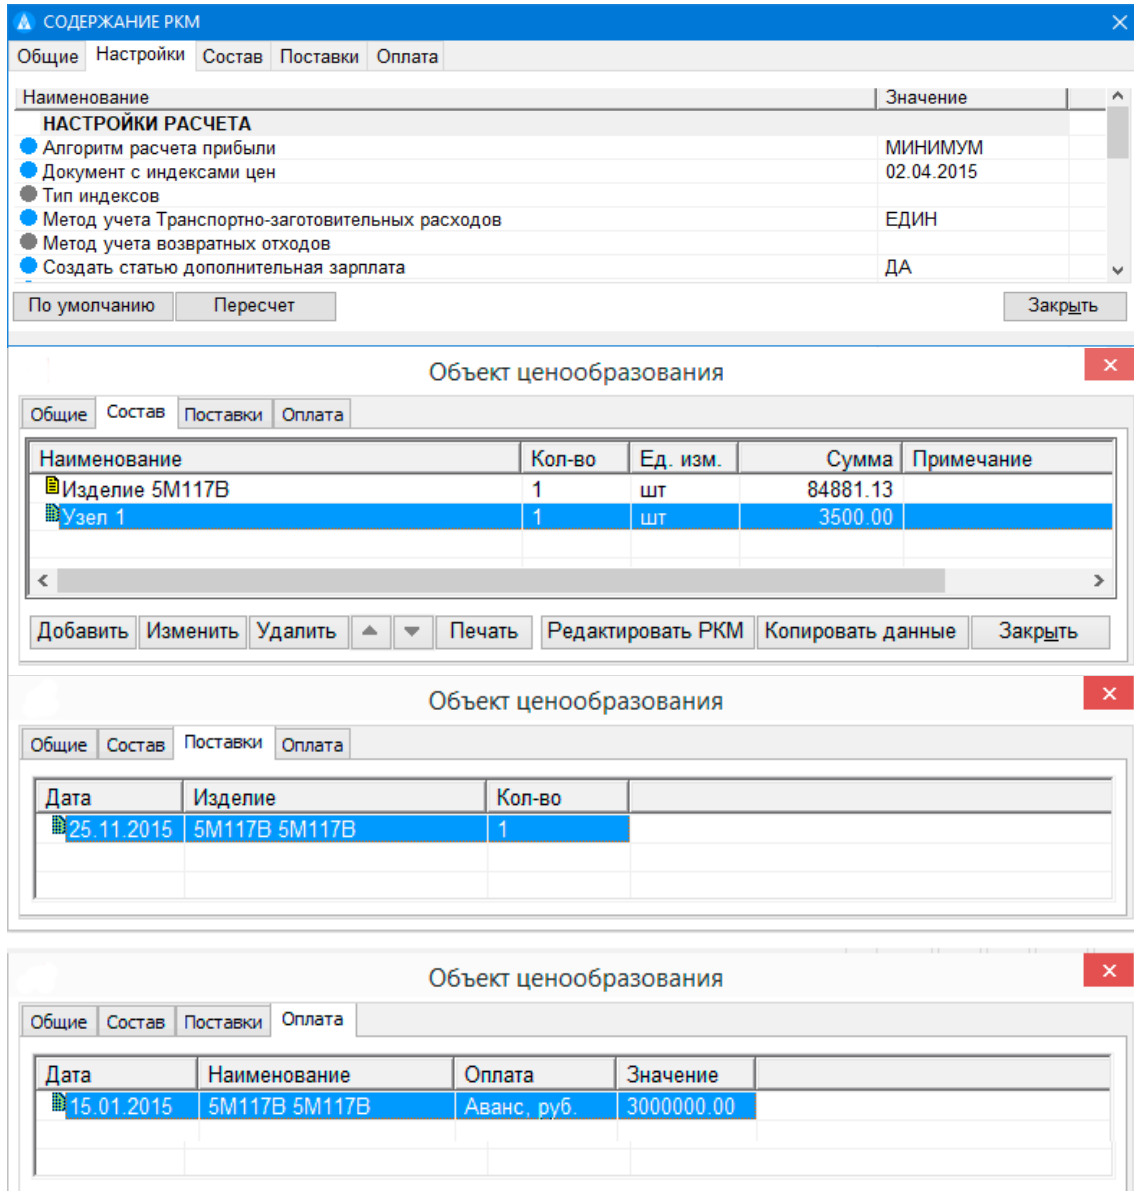 СОДЕРЖАНИЕ РКМ
Общие Настройки Состав Поставки Оплата
Наименование Значение
НАСТРОЙКИ РАСЧЕТА
Алгоритм расчета прибыли МИНИМУМ
Документ с индексами цен 02.04.2015
Тип индексов
Метод учета Транспортно-заготовительных расходов ЕДИН
Метод учета возвратных отходов
Создать статью дополнительная зарплата ДА
По умолчанию Пересчет Закрыть
Объект ценообразования
Общие Состав Поставки Оплата
Наименование Кол-во Ед. изм. Сумма Примечание
Изделие 5М117В 1 шт 84881.13
Узел 1 1 шт 3500.00
Добавить Изменить Удалить Печать Редактировать РКМ Копировать данные Закрыть
Объект ценообразования
Общие Состав Поставки Оплата
Дата Изделие Кол-во
25.11.2015 5М117В 5М117В 1
Объект ценообразования
Общие Состав Поставки Оплата
Дата Наименование Оплата Значение
15.01.2015 5М117В 5М117В Аванс, руб. 3000000.00